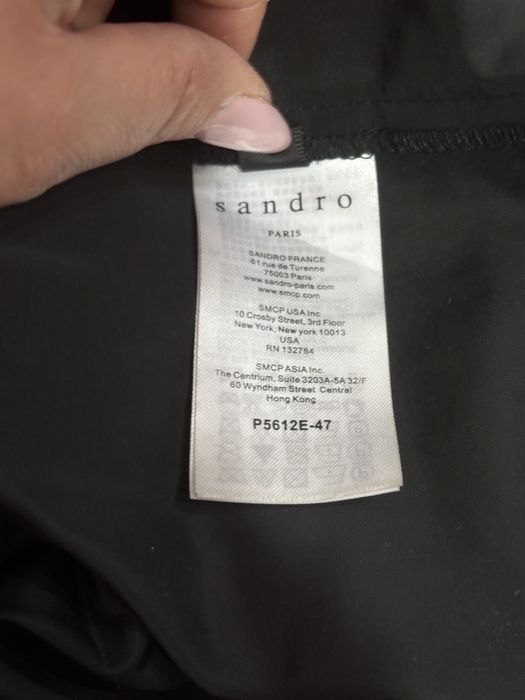 sandro
PARIS
SANDRO FRANCE
61 rue de Turenne
75003 Paris
www.sandro-paris.com
www.smcp.com
SMCP USA Inc
10 Crosby Street, 3rd Floor
New York, New york 10013
USA
RN 132764
SMCP ASIA Inc
The Centrium, Suite 3203A-5A 32/F
60 Wyndham Street Central
Hong Kong
P5612E-47